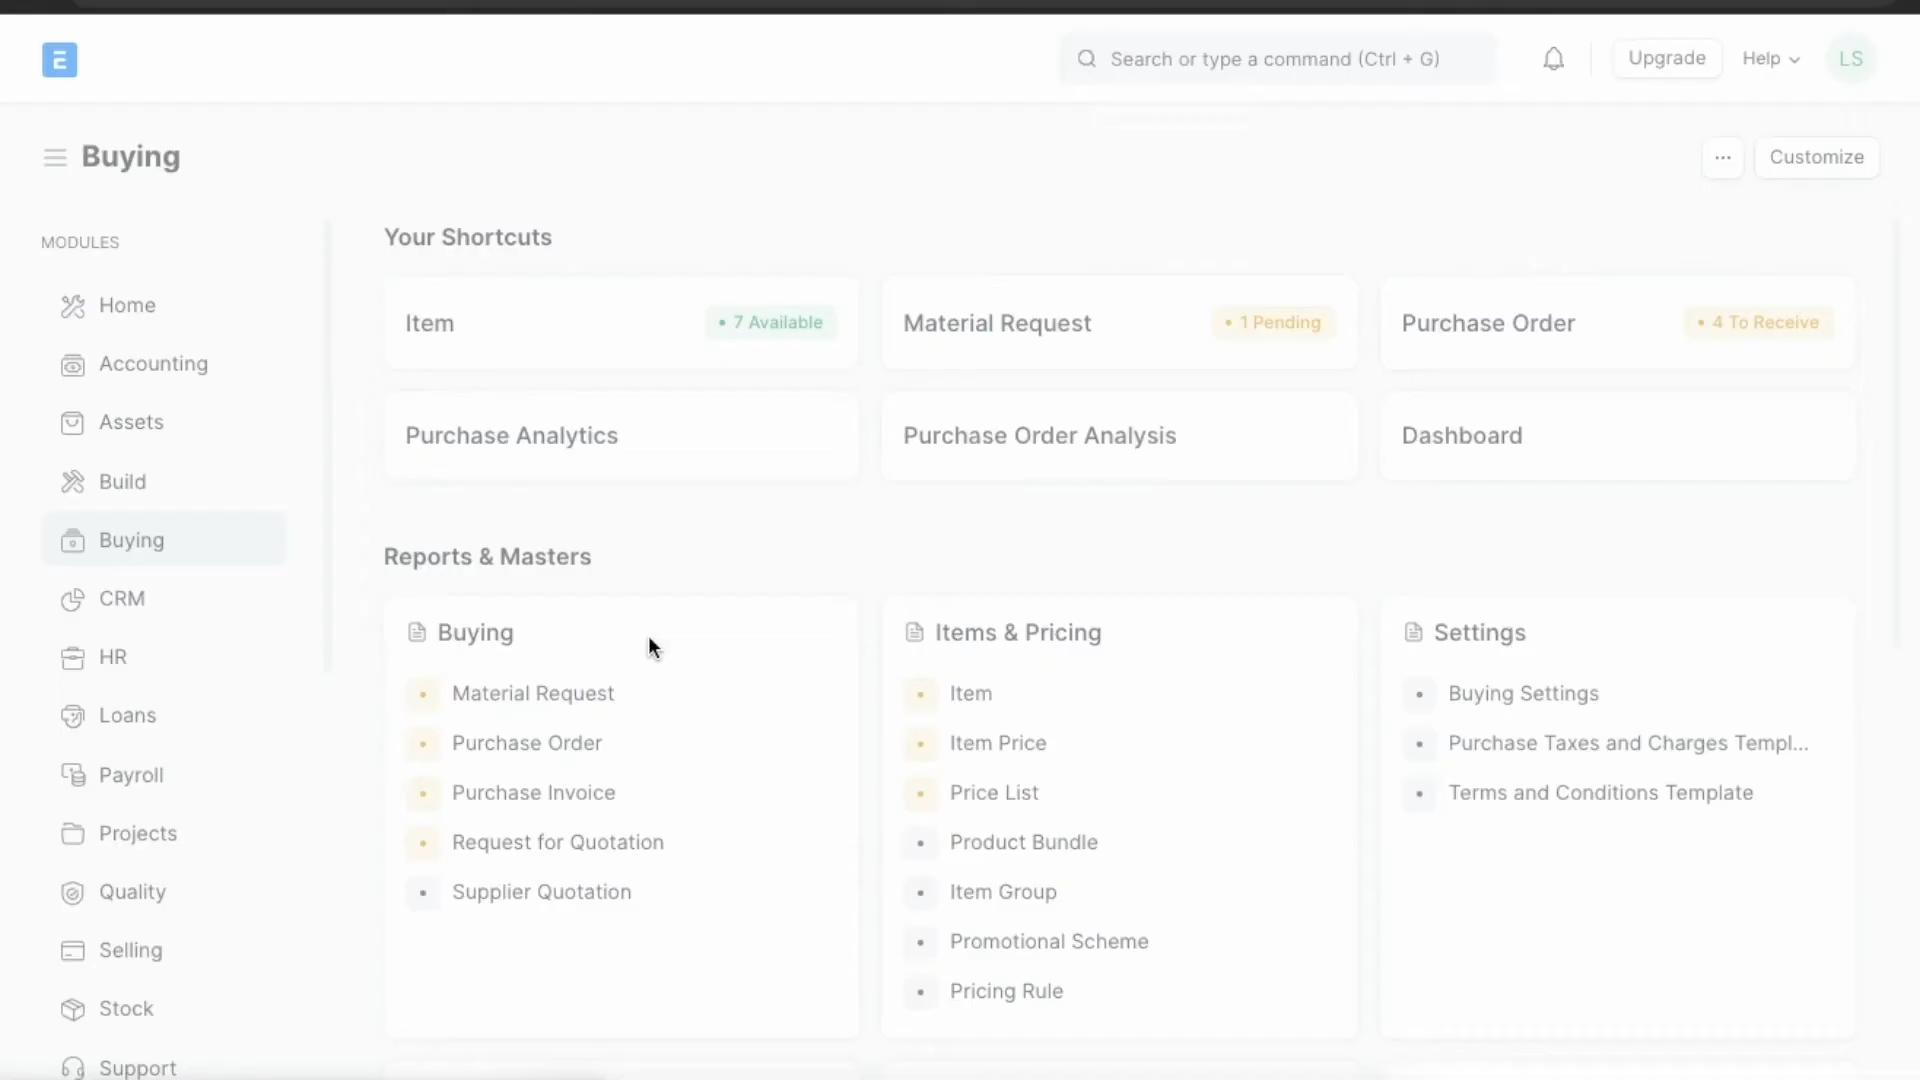 E
Search or type a command (Ctrl + G)
Upgrade
Help
LS
Buying
...
Customize
MODULES
Home
Accounting
Assets
Build
Buying
CRM
HR
Loans
Payroll
Projects
Quality
Selling
Stock
Support
Your Shortcuts
Item
• 7 Available
Material Request
• 1 Pending
Purchase Order
• 4 To Receive
Purchase Analytics
Purchase Order Analysis
Dashboard
Reports & Masters
Buying
Material Request
Purchase Order
Purchase Invoice
Request for Quotation
Supplier Quotation
Items & Pricing
Item
Item Price
Price List
Product Bundle
Item Group
Promotional Scheme
Pricing Rule
Settings
Buying Settings
Purchase Taxes and Charges Templ...
Terms and Conditions Template